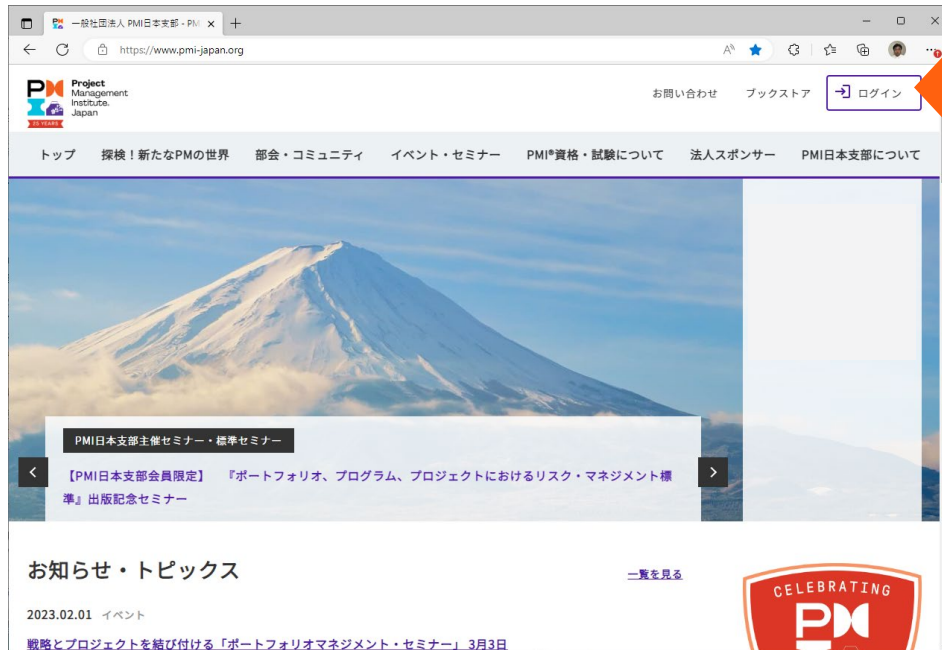 一般社団法人 PMI日本支部 - PM
https://www.pmi-japan.org
Project
Management
Institute.
Japan
25 YEARS
お問い合わせ
ブックストア
ログイン
トップ
探検！新たなPMの世界
部会・コミュニティ
イベント・セミナー
PMI®資格・試験について
法人スポンサー
PMI日本支部について
PMI日本支部主催セミナー・標準セミナー
【PMI日本支部会員限定】 『ポートフォリオ、プログラム、プロジェクトにおけるリスク・マネジメント標
準』出版記念セミナー
お知らせ・トピックス
一覧を見る
2023.02.01 イベント
戦略とプロジェクトを結び付ける「ポートフォリオマネジメント・セミナー」 3月3日
CELEBRATING